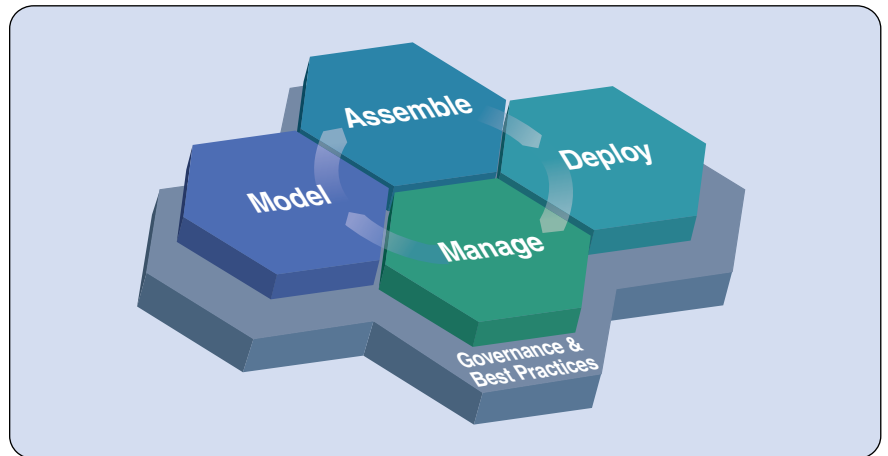 Assemble
Deploy
Model
Manage
Governance &
Best Practices